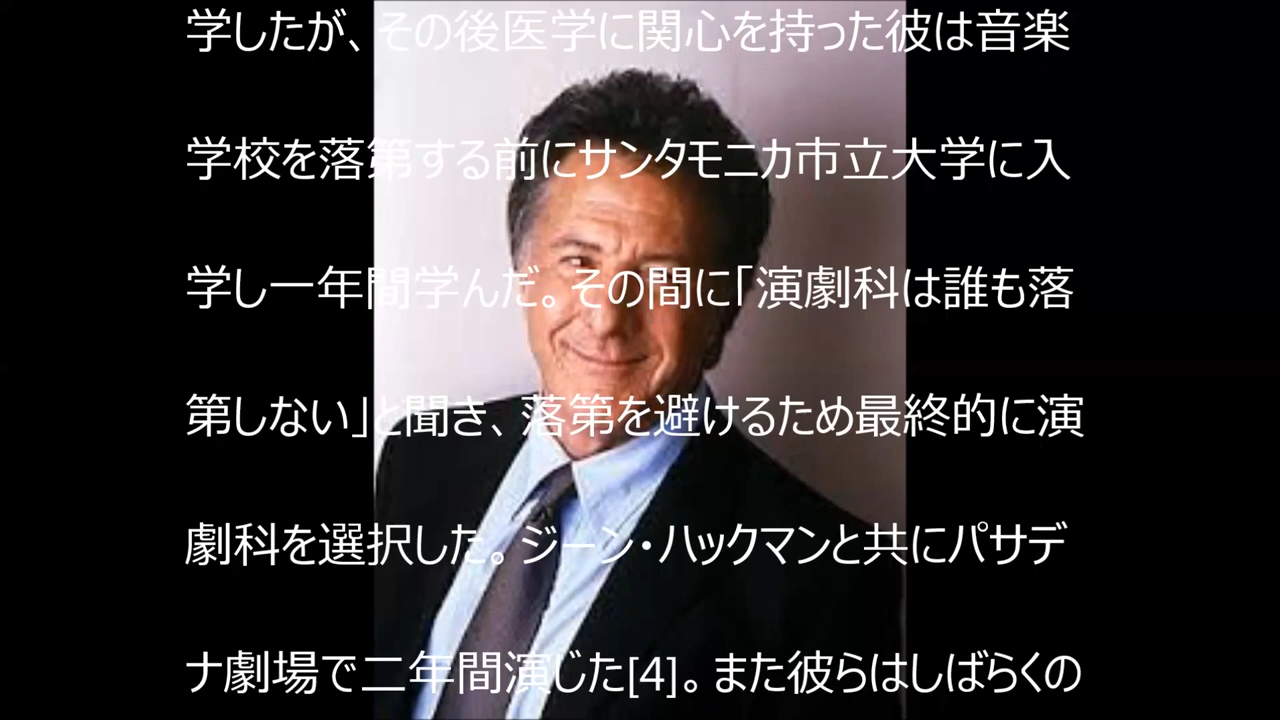 学したが、その後医学に関心を持った彼は音楽
学校を落第する前にサンタモニカ市立大学に入
学し一年間学んだ。その間に「演劇科は誰も落
第しない」と聞き、落第を避けるため最終的に演
劇科を選択した。ジーン・ハックマンと共にパサデ
ナ劇場で二年間演じた[4]。また彼らはしばらくの